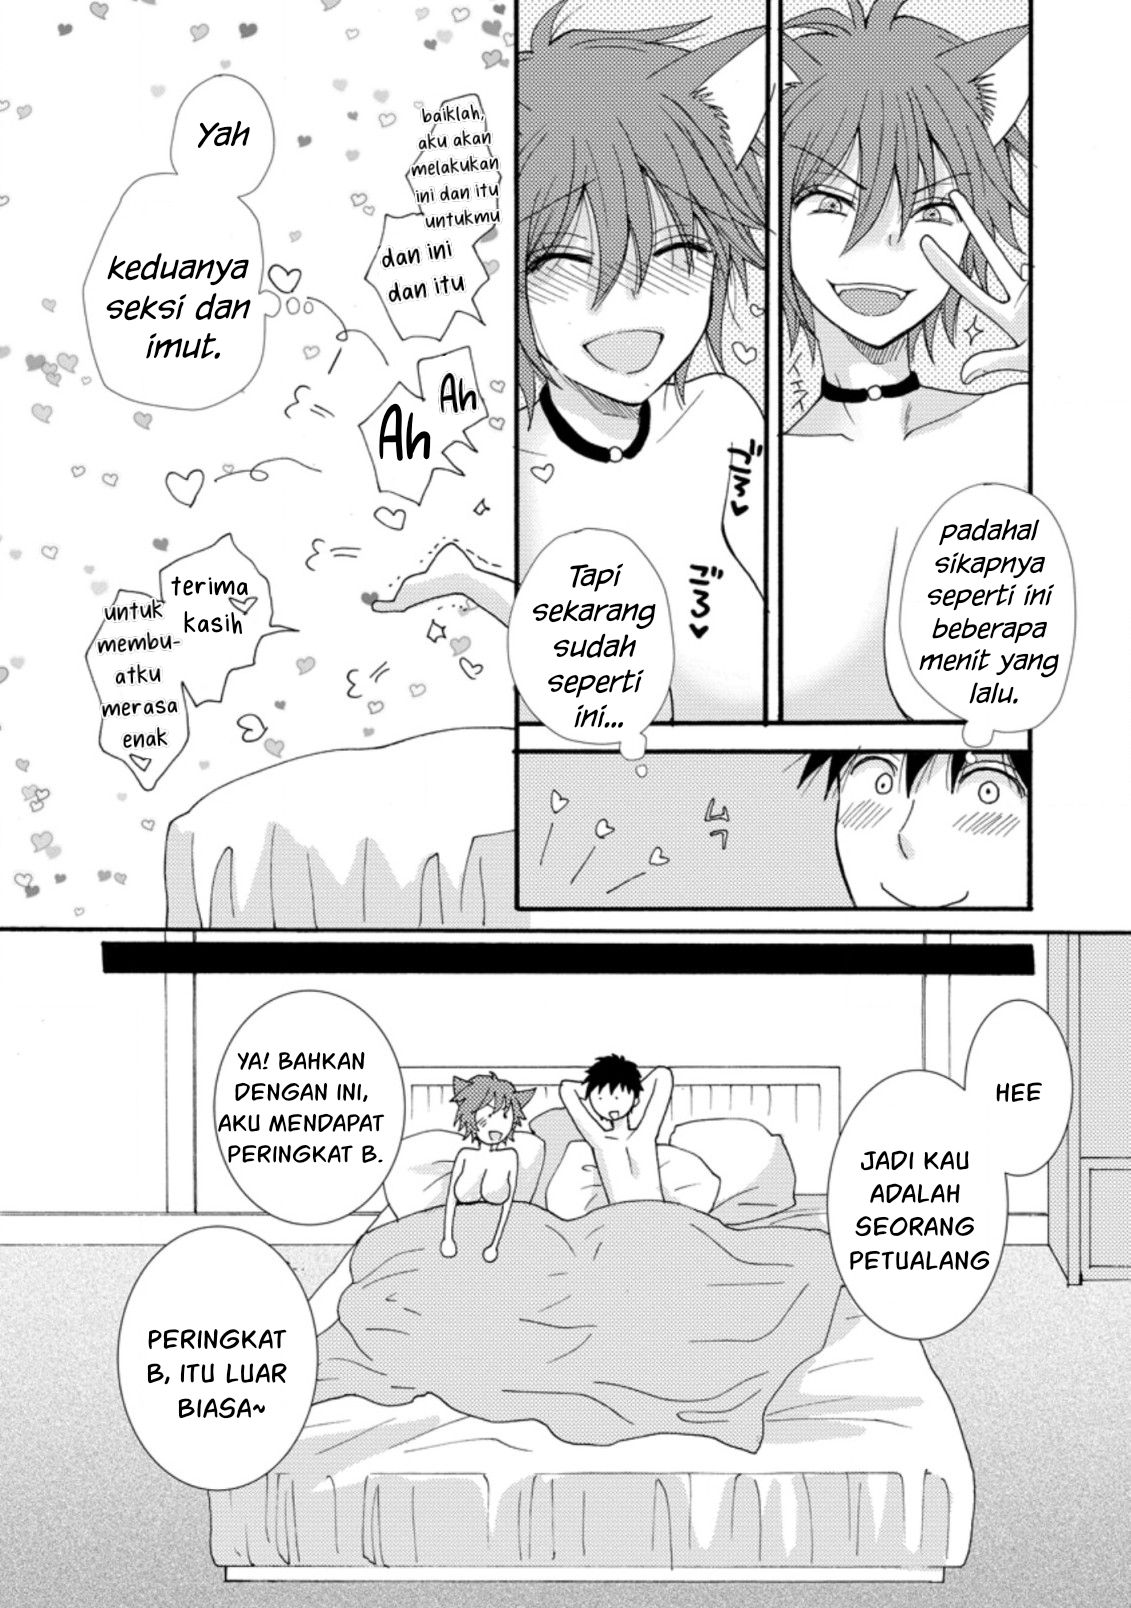 padahal
sikapnya
seperti ini
beberapa
menit yang
lalu.
Tapi
sekarang
sudah
seperti
ini...
baiklah,
aku akan
melakukan
ini dan itu
untukmu
dan ini
dan itu
Yah
keduanya
seksi dan
imut.
Ah
Ah
terima
kasih
untuk
membu-
atku
merasa
enak
HEE
JADI KAU
ADALAH
SEORANG
PETUALANG
YA! BAHKAN
DENGAN INI,
AKU MENDAPAT
PERINGKAT B.
PERINGKAT
B, ITU LUAR
BIASA~